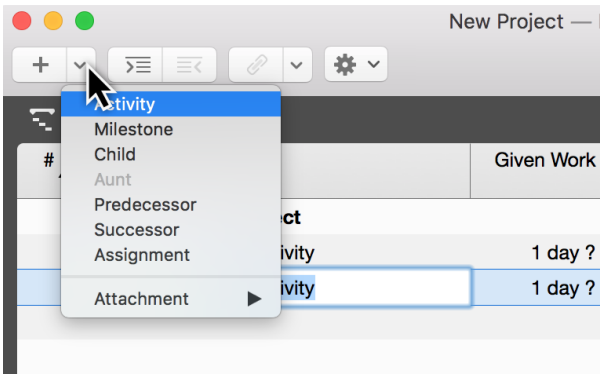 New Project —
Activity
Milestone
Child
Aunt
Predecessor
Successor
Assignment
Attachment
#
Given Work
ect
ivity
1 day ?
ivity
1 day ?